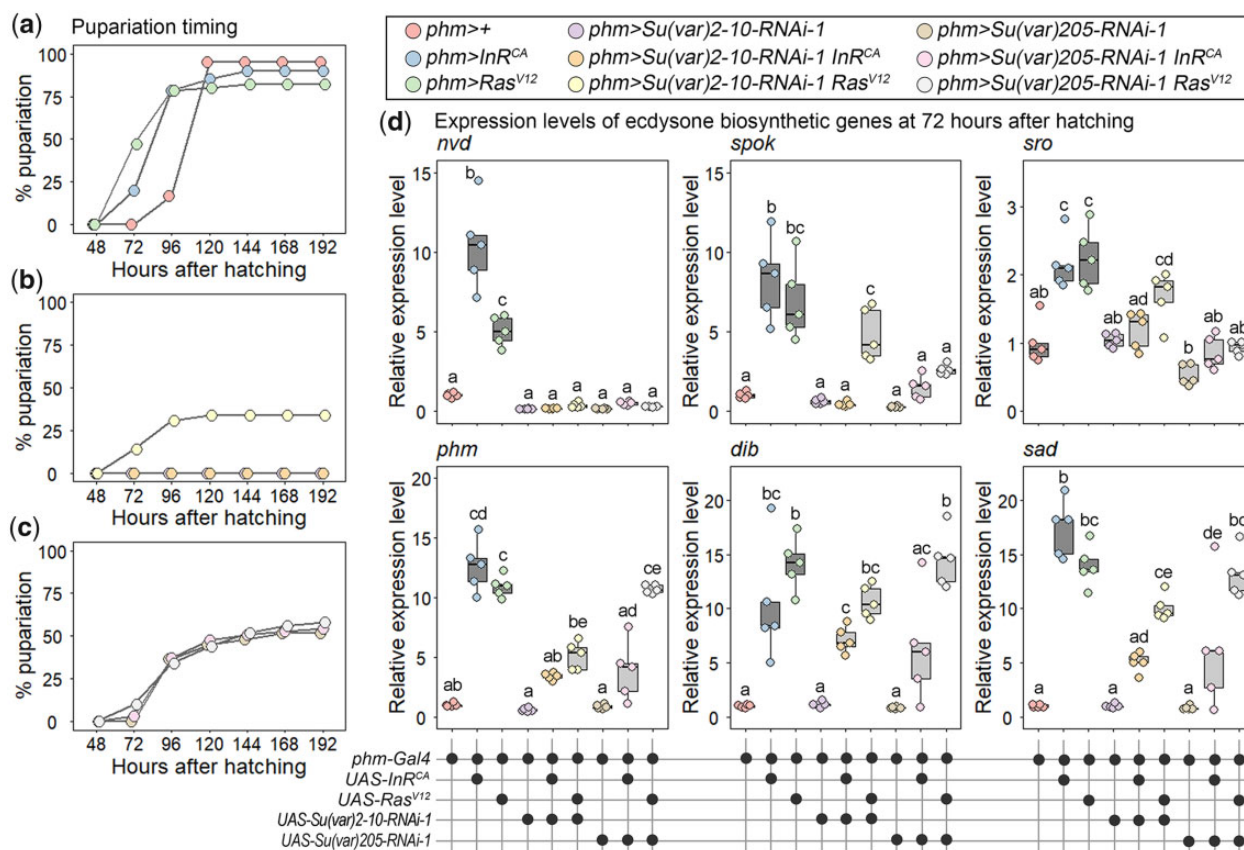 (a) Pupariation timing
% pupariation
100
75
50
25
0
48 72 96 120 144 168 192
Hours after hatching
(b)
% pupariation
100
75
50
25
0
48 72 96 120 144 168 192
Hours after hatching
(c)
% pupariation
100
75
50
25
0
48 72 96 120 144 168 192
Hours after hatching
phm>+ phm>Su(var)2-10-RNAi-1 phm>Su(var)205-RNAi-1
phm>InR^CA phm>Su(var)2-10-RNAi-1 InR^CA phm>Su(var)205-RNAi-1 InR^CA
phm>Ras^V12 phm>Su(var)2-10-RNAi-1 Ras^V12 phm>Su(var)205-RNAi-1 Ras^V12
(d) Expression levels of ecdysone biosynthetic genes at 72 hours after hatching
nvd
Relative expression level
15
10
5
0
a b c a a a a a a
spok
Relative expression level
15
10
5
0
a b bc a a c a a a
sro
Relative expression level
3
2
1
0
ab c c ab ad cd b ab ab
phm
Relative expression level
20
15
10
5
0
ab cd c a ab be a ad ce
dib
Relative expression level
20
15
10
5
0
a bc b a c bc a ac b
sad
Relative expression level
20
15
10
5
0
a b bc a ad ce a de bc
phm-Gal4
UAS-InR^CA
UAS-Ras^V12
UAS-Su(var)2-10-RNAi-1
UAS-Su(var)205-RNAi-1